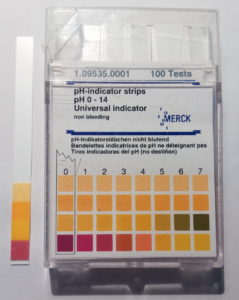 1.09535.0001 100 Tests
pH-indicator strips
pH 0 - 14
Universal indicator
non bleeding
MERCK
pH-Indikatorstäbchen nicht blutend
Bandelettes indicatrices de pH ne déteignant pas
Tiras indicadoras del pH (no destiñen)
0 1 2 3 4 5 6 7